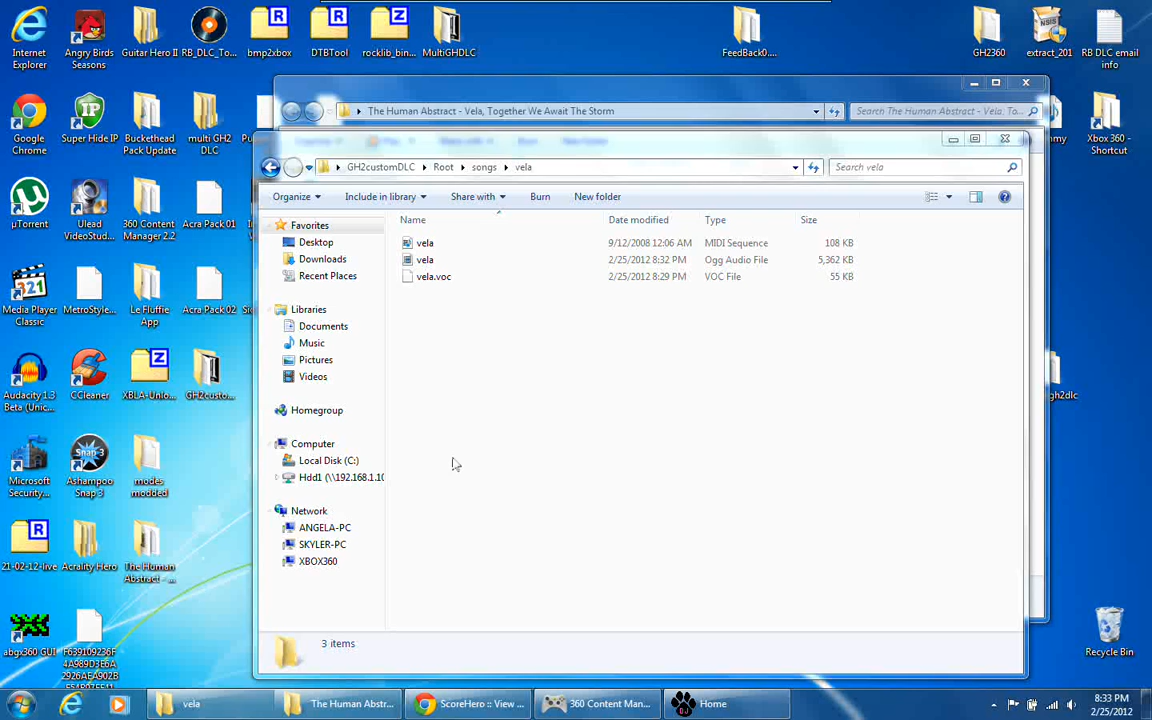 Internet Explorer
Angry Birds Seasons
Guitar Hero II
RB_DLC_To...
bmp2xbox
DTBTool
rocklib_bin...
MultiGHDLC
FeedBack0....
GH2360
extract_201
RB DLC email info
The Human Abstract - Vela, Together We Await The Storm
Search The Human Abstract - Vela, To...
Google Chrome
Super Hide IP
Buckethead Pack Update
multi GH2 DLC
Xbox 360 - Shortcut
GH2customDLC
Root
songs
vela
Search vela
Organize
Include in library
Share with
Burn
New folder
Name
Date modified
Type
Size
vela
9/12/2008 12:06 AM
MIDI Sequence
108 KB
vela
2/25/2012 8:32 PM
Ogg Audio File
5,362 KB
vela.voc
2/25/2012 8:29 PM
VOC File
55 KB
Favorites
Desktop
Downloads
Recent Places
Libraries
Documents
Music
Pictures
Videos
Homegroup
Computer
Local Disk (C:)
Hdd1 (\\192.168.1.10
Network
ANGELA-PC
SKYLER-PC
XBOX360
3 items
µTorrent
Ulead VideoStud...
360 Content Manager 2.2
Acra Pack 01
Media Player Classic
MetroStyle...
Le Fluffie App
Acra Pack 02
Audacity 1.3 Beta (Unic...
CCleaner
XBLA-Unlo...
GH2custo...
gh2dlc
Microsoft Security...
Ashampoo Snap 3
modes modded
21-02-12-live
Acrality Hero
The Human Abstract - ...
abgx360 GUI
F639109236F
4A989D3E6A
2926AEA902B
Recycle Bin
vela
The Human Abstr...
ScoreHero :: View ...
360 Content Man...
Home
8:33 PM
2/25/2012